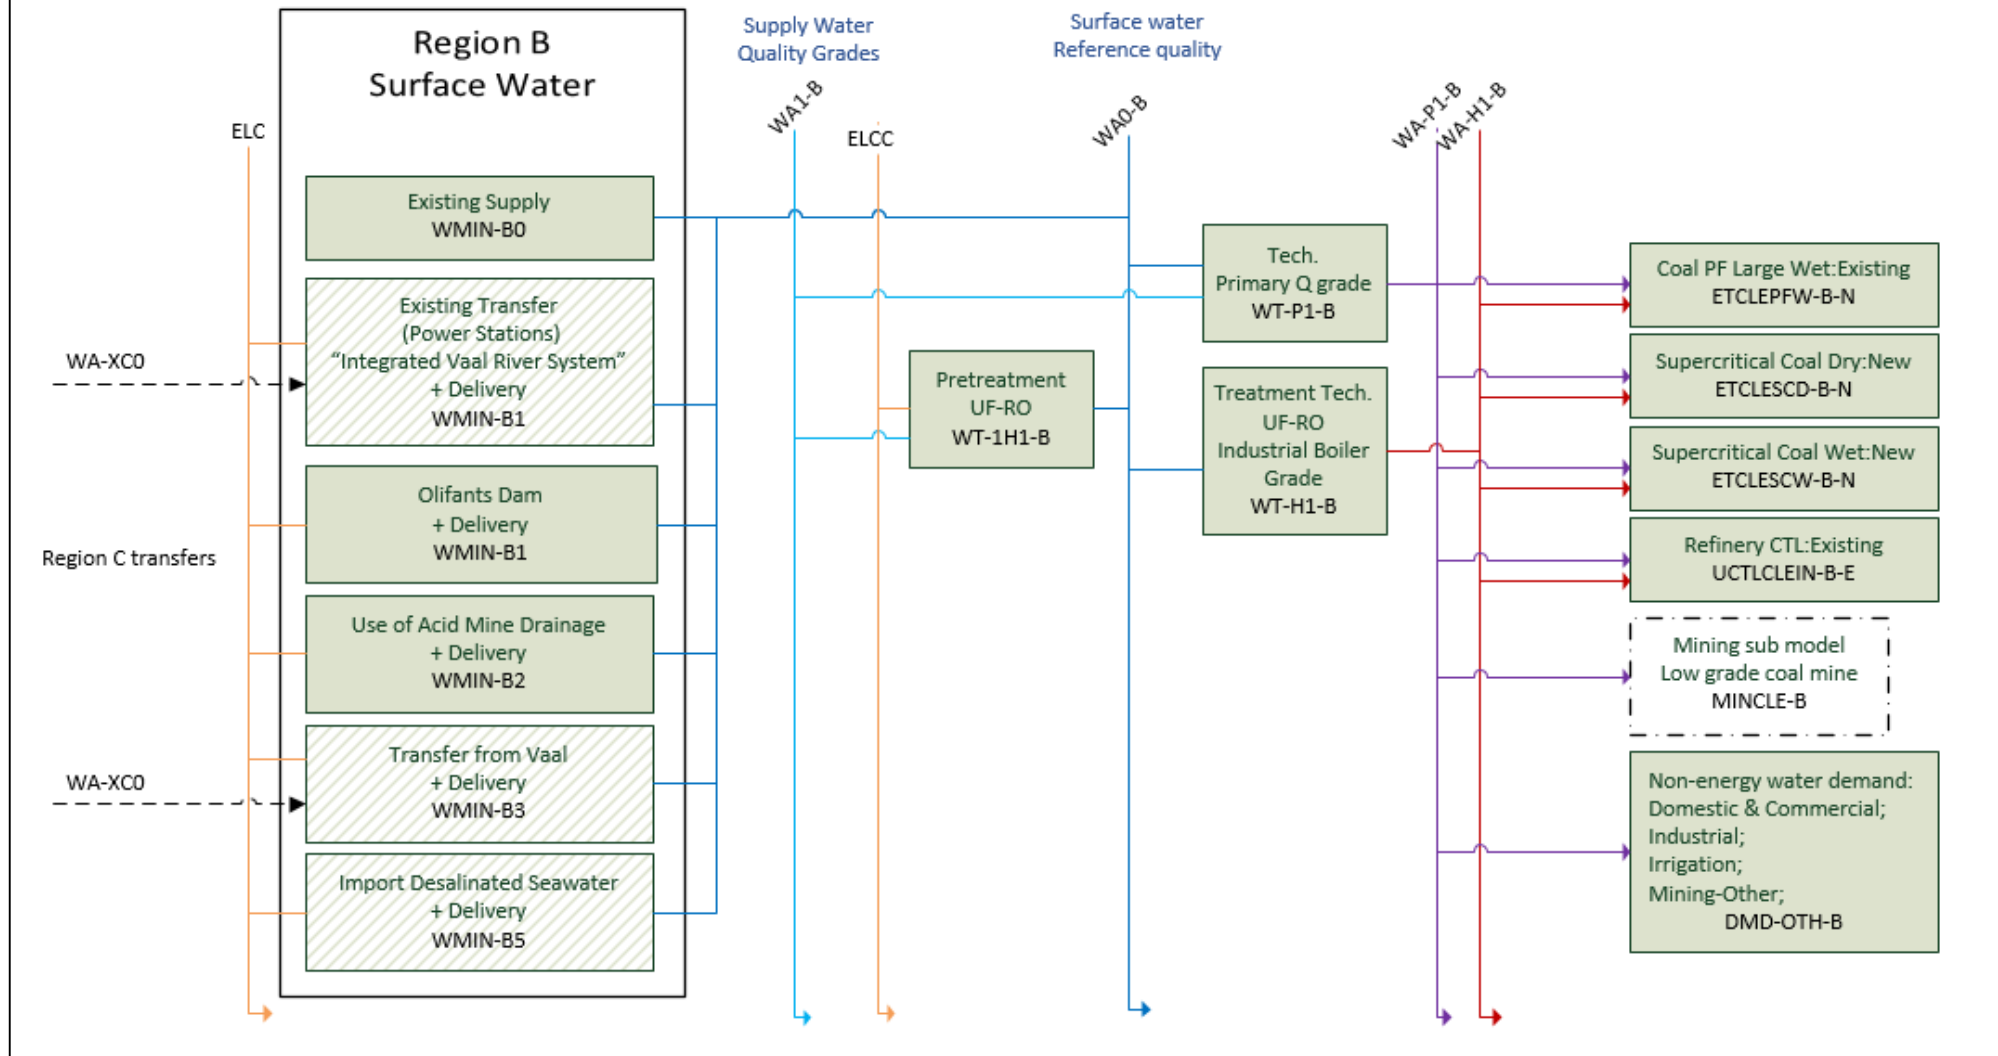 Region B
Surface Water
Supply Water
Quality Grades
Surface water
Reference quality
ELC
WA1-B
ELCC
WA0-B
WA-P1-B
WA-H1-B
Existing Supply
WMIN-B0
Existing Transfer
(Power Stations)
“Integrated Vaal River System”
+ Delivery
WMIN-B1
WA-XC0
Olifants Dam
+ Delivery
WMIN-B1
Region C transfers
Use of Acid Mine Drainage
+ Delivery
WMIN-B2
Transfer from Vaal
+ Delivery
WMIN-B3
WA-XC0
Import Desalinated Seawater
+ Delivery
WMIN-B5
Pretreatment
UF-RO
WT-1H1-B
Tech.
Primary Q grade
WT-P1-B
Treatment Tech.
UF-RO
Industrial Boiler
Grade
WT-H1-B
Coal PF Large Wet:Existing
ETCLEPFW-B-N
Supercritical Coal Dry:New
ETCLESCD-B-N
Supercritical Coal Wet:New
ETCLESCW-B-N
Refinery CTL:Existing
UCTLCLEIN-B-E
Mining sub model
Low grade coal mine
MINCLE-B
Non-energy water demand:
Domestic & Commercial;
Industrial;
Irrigation;
Mining-Other;
DMD-OTH-B